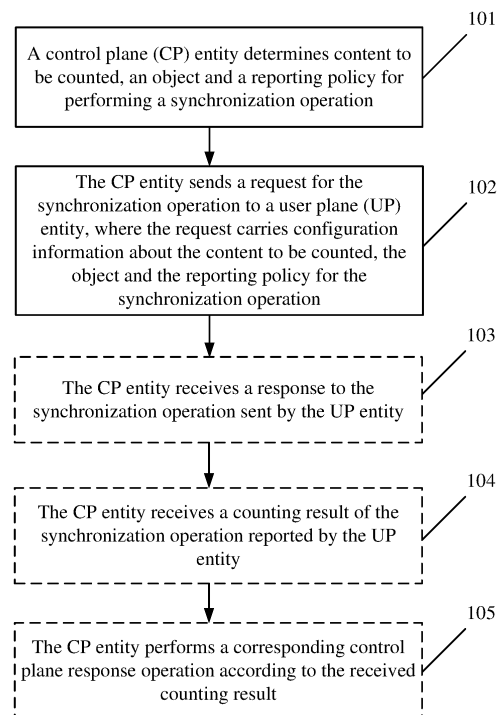 101
A control plane (CP) entity determines content to
be counted, an object and a reporting policy for
performing a synchronization operation
102
The CP entity sends a request for the
synchronization operation to a user plane (UP)
entity, where the request carries configuration
information about the content to be counted, the
object and the reporting policy for the
synchronization operation
103
The CP entity receives a response to the
synchronization operation sent by the UP entity
104
The CP entity receives a counting result of the
synchronization operation reported by the UP
entity
105
The CP entity performs a corresponding control
plane response operation according to the received
counting result